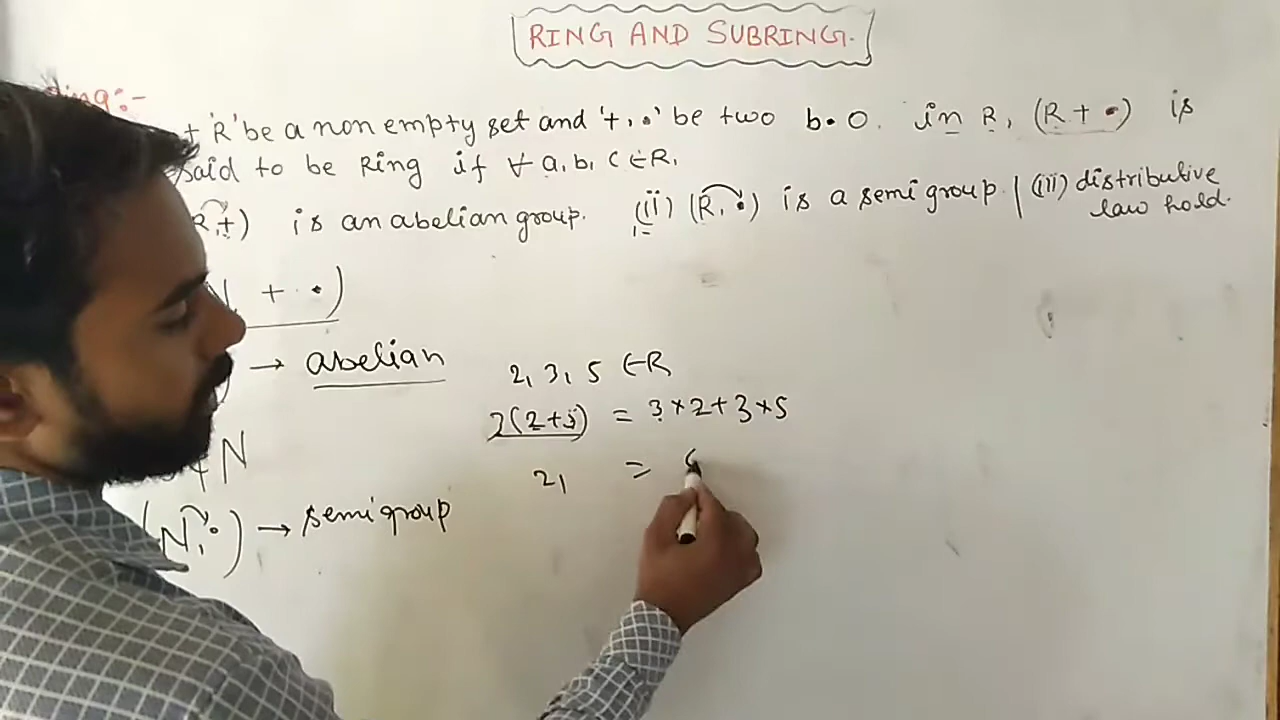 RING AND SUBRING.
ing:-
'R' be a non empty set and '+, •' be two b•o. in R, (R + •) is
said to be Ring if ∀ a, b, c ∈ R,
R, +) is an abelian group. (ii) (R, •) is a semi group. | (iii) distributive
law hold.
+ •)
→ abelian
2, 3, 5 ∈ R
3(2+5) = 3×2+3×5
N
21 =
(N, •) → semi group